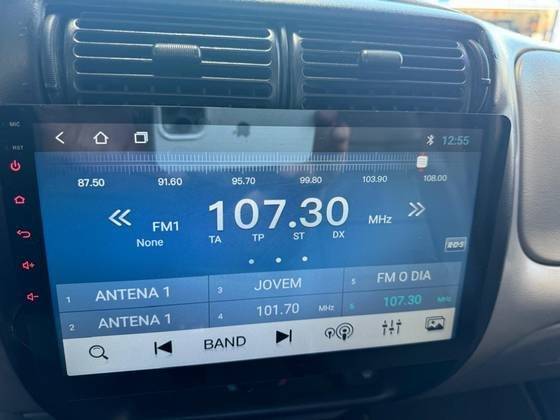 MIC
RST
12:55
87.50 91.60 95.70 99.80 103.90 108.00
FM1 107.30 MHz
None TA TP ST DX
RDS
1 ANTENA 1 3 JOVEM 5 FM O DIA
2 ANTENA 1 4 101.70 MHz 6 107.30 MHz
BAND